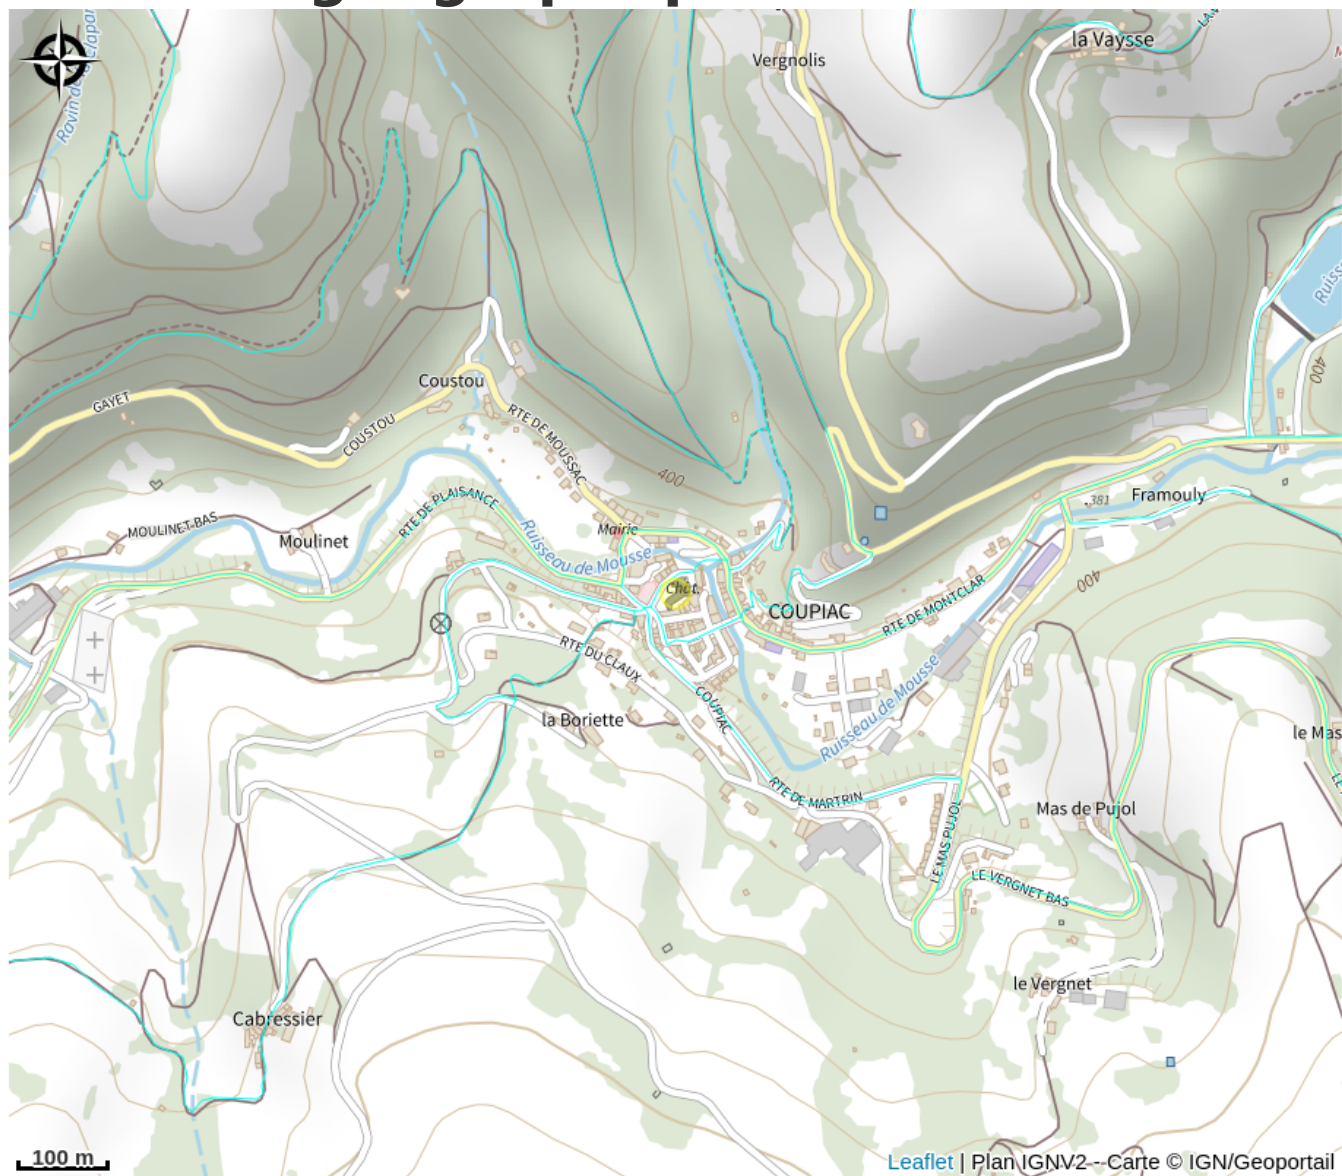 la Vaysse
Vergnolis
Coustou
GAYET
COUSTOU
RTE DE MOUSSAC
400
400
381
Framouly
RTE DE PLAISANCE
MOULINET-BAS
Moulinet
Mairie
Ruisseau de Mousse
Chât.
COUPIAC
RTE DE MONTCLAR
400
RTE DU CLAUX
Ruisseau de Mousse
la Boriette
COUPIAC
le Mas
RTE DE MARTRIN
Mas de Pujol
LE MAS PUJOL
LE VERGNET BAS
le Vergnet
Cabressier
100 m
Leaflet | Plan IGNV2 - Carte © IGN/Geoportail